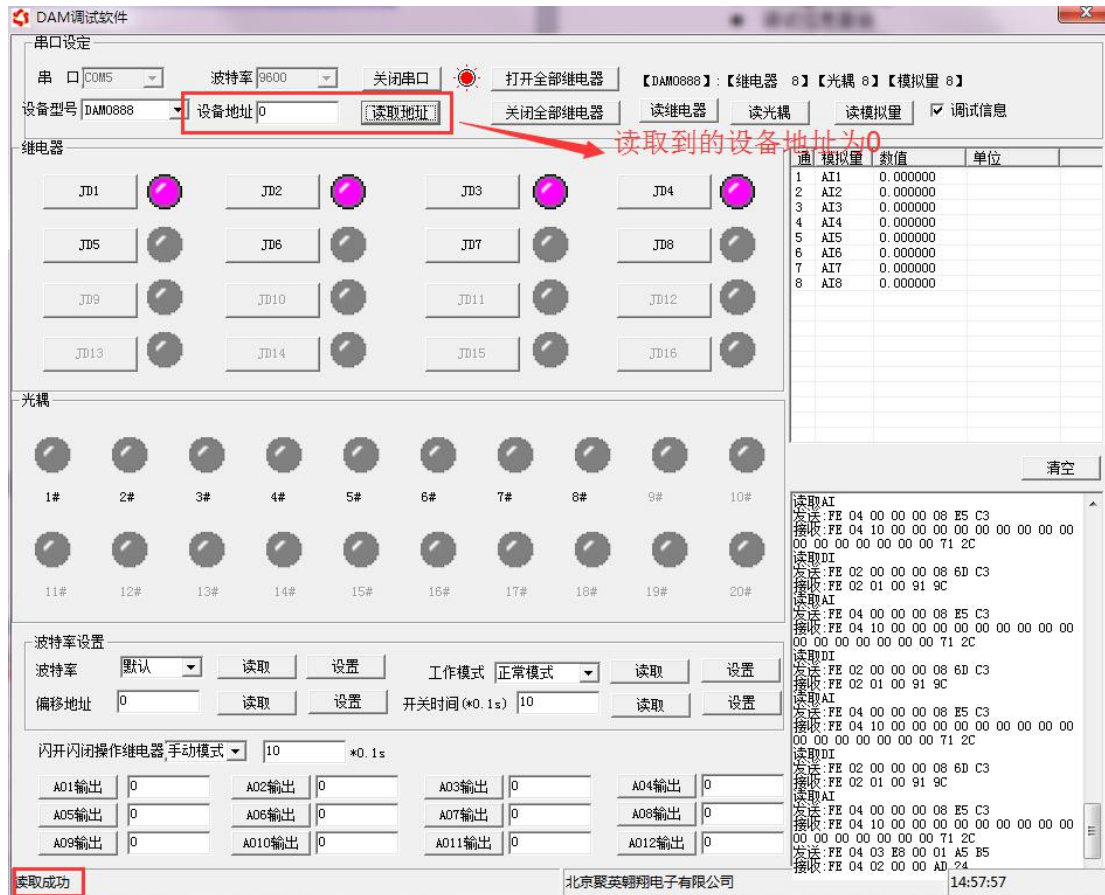 DAM调试软件
串口设定
串 口 COM5 波特率 9600 关闭串口 打开全部继电器 【DAM0888】:【继电器 8】【光耦 8】【模拟量 8】
设备型号 DAM0888 设备地址 0 读取地址 关闭全部继电器 读继电器 读光耦 读模拟量 调试信息
读取到的设备地址为0
继电器
JD1 JD2 JD3 JD4
JD5 JD6 JD7 JD8
JD9 JD10 JD11 JD12
JD13 JD14 JD15 JD16
通 模拟量 数值 单位
1 AI1 0.000000
2 AI2 0.000000
3 AI3 0.000000
4 AI4 0.000000
5 AI5 0.000000
6 AI6 0.000000
7 AI7 0.000000
8 AI8 0.000000
光耦
1# 2# 3# 4# 5# 6# 7# 8# 9# 10#
11# 12# 13# 14# 15# 16# 17# 18# 19# 20#
清空
读取AI
发送:FE 04 00 00 00 08 E5 C3
接收:FE 04 10 00 00 00 00 00 00 00 00 00
00 00 00 00 00 00 00 71 2C
读取DI
发送:FE 02 00 00 00 08 6D C3
接收:FE 02 01 00 91 9C
读取AI
发送:FE 04 00 00 00 08 E5 C3
接收:FE 04 10 00 00 00 00 00 00 00 00 00
00 00 00 00 00 00 00 71 2C
读取DI
发送:FE 02 00 00 00 08 6D C3
接收:FE 02 01 00 91 9C
读取AI
发送:FE 04 00 00 00 08 E5 C3
接收:FE 04 10 00 00 00 00 00 00 00 00 00
00 00 00 00 00 00 00 71 2C
读取DI
发送:FE 02 00 00 00 08 6D C3
接收:FE 02 01 00 91 9C
读取AI
发送:FE 04 00 00 00 08 E5 C3
接收:FE 04 10 00 00 00 00 00 00 00 00 00
00 00 00 00 00 00 00 71 2C
发送:FE 04 03 E8 00 01 A5 B5
接收:FE 04 02 00 00 AD 24
波特率设置
波特率 默认 读取 设置 工作模式 正常模式 读取 设置
偏移地址 0 读取 设置 开关时间(*0.1s) 10 读取 设置
闪开闪闭操作继电器 手动模式 10 *0.1s
AO1输出 0 AO2输出 0 AO3输出 0 AO4输出 0
AO5输出 0 AO6输出 0 AO7输出 0 AO8输出 0
AO9输出 0 AO10输出 0 AO11输出 0 AO12输出 0
读取成功 北京聚英翱翔电子有限公司 14:57:57